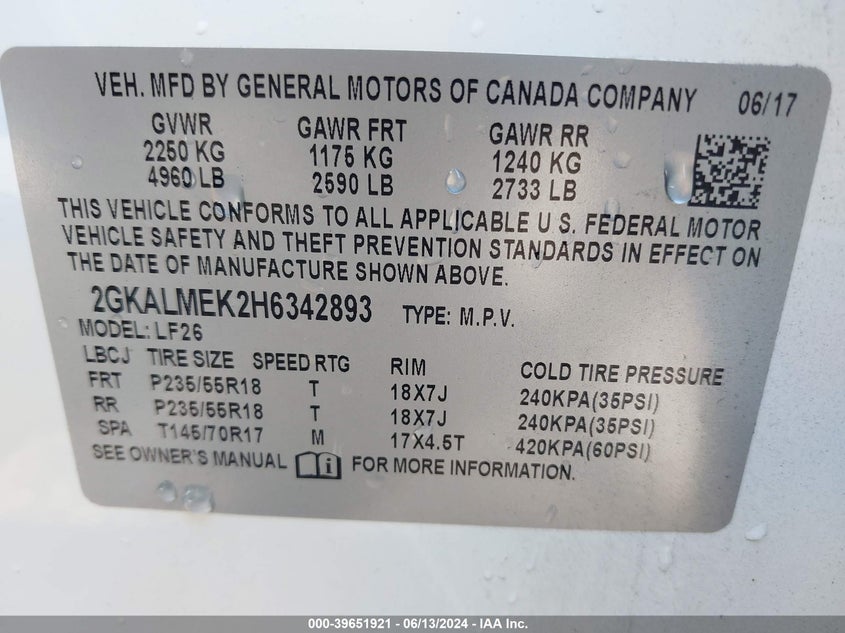 VEH. MFD BY GENERAL MOTORS OF CANADA COMPANY 06/17
GVWR GAWR FRT GAWR RR
2250 KG 1175 KG 1240 KG
4960 LB 2590 LB 2733 LB
THIS VEHICLE CONFORMS TO ALL APPLICABLE U.S. FEDERAL MOTOR
VEHICLE SAFETY AND THEFT PREVENTION STANDARDS IN EFFECT ON
THE DATE OF MANUFACTURE SHOWN ABOVE.
2GKALMEK2H6342893 TYPE: M.P.V.
MODEL: LF26
LBCJ TIRE SIZE SPEED RTG RIM COLD TIRE PRESSURE
FRT P235/55R18 T 18X7J 240KPA(35PSI)
RR P235/55R18 T 18X7J 240KPA(35PSI)
SPA T145/70R17 M 17X4.5T 420KPA(60PSI)
SEE OWNER'S MANUAL i FOR MORE INFORMATION.
000-39651921 - 06/13/2024 - IAA Inc.